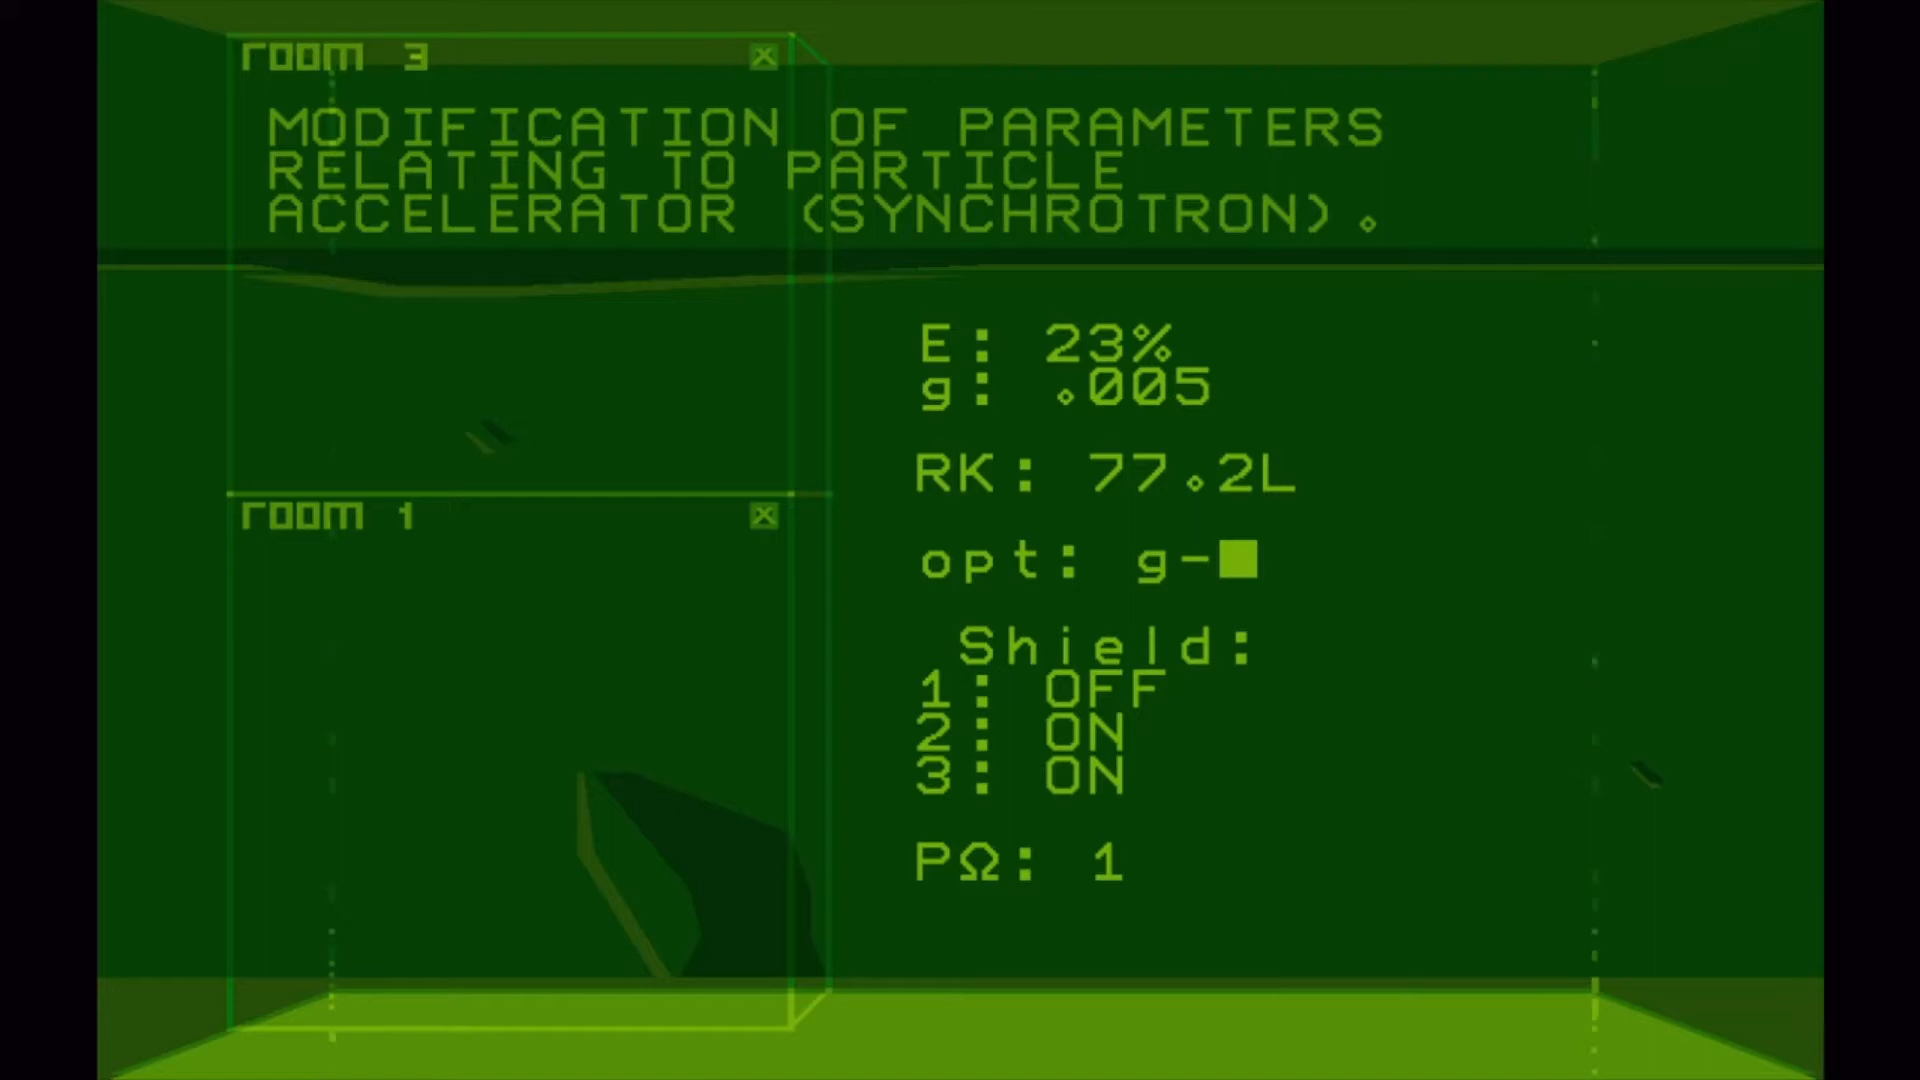 room 3
MODIFICATION OF PARAMETERS
RELATING TO PARTICLE
ACCELERATOR (SYNCHROTRON).
E: 23%
g: .005
RK: 77.2L
room 1
opt: g-
Shield:
1: OFF
2: ON
3: ON
PΩ: 1